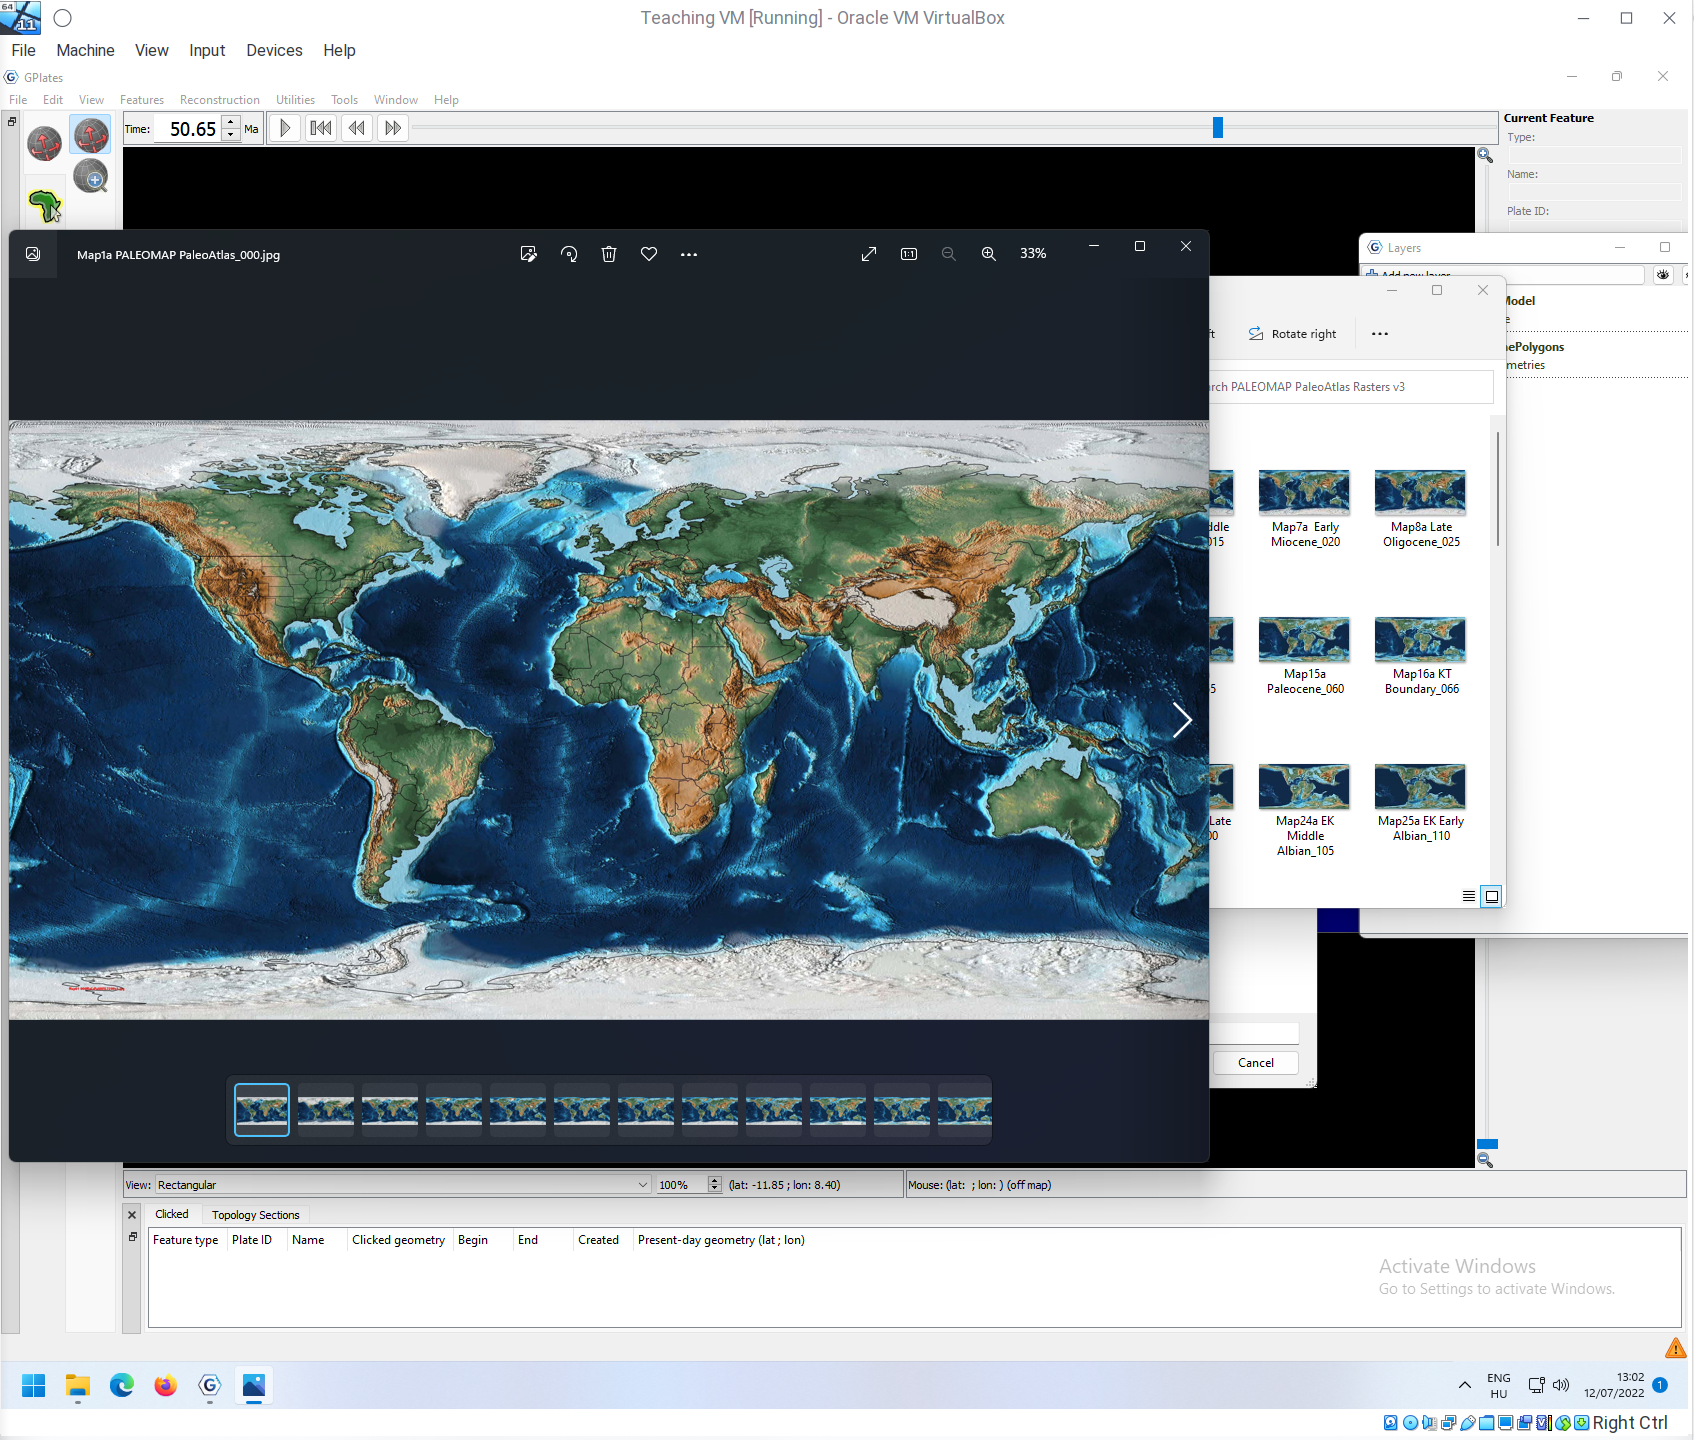 64
11
Teaching VM [Running] - Oracle VM VirtualBox
File Machine View Input Devices Help
GPlates
File Edit View Features Reconstruction Utilities Tools Window Help
Time: 50.65 Ma
Current Feature
Type:
Name:
Plate ID:
Map1a PALEOMAP PaleoAtlas_000.jpg
1:1
33%
Layers
Add new layer
Model
Rotate right
ePolygons
metries
rch PALEOMAP PaleoAtlas Rasters v3
ddle
015
Map7a Early
Miocene_020
Map8a Late
Oligocene_025
5
Map15a
Paleocene_060
Map16a KT
Boundary_066
Late
00
Map24a EK
Middle
Albian_105
Map25a EK Early
Albian_110
Cancel
View: Rectangular 100% (lat: -11.85 ; lon: 8.40) Mouse: (lat: ; lon: ) (off map)
Clicked Topology Sections
Feature type Plate ID Name Clicked geometry Begin End Created Present-day geometry (lat ; lon)
Activate Windows
Go to Settings to activate Windows.
ENG
HU
13:02
12/07/2022
1
Right Ctrl